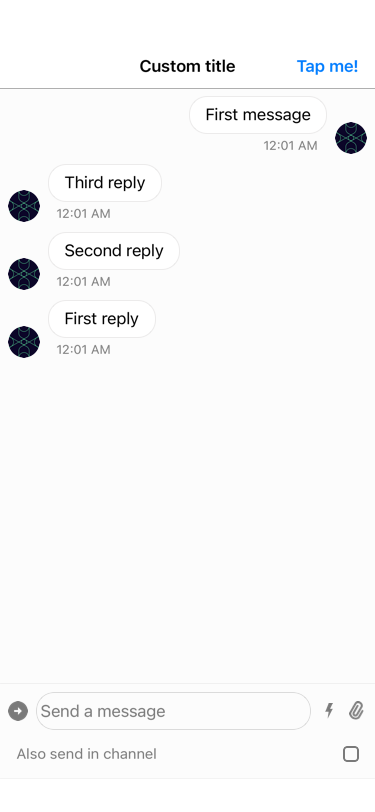 Custom title
Tap me!
First message
12:01 AM
Third reply
12:01 AM
Second reply
12:01 AM
First reply
12:01 AM
Send a message
Also send in channel